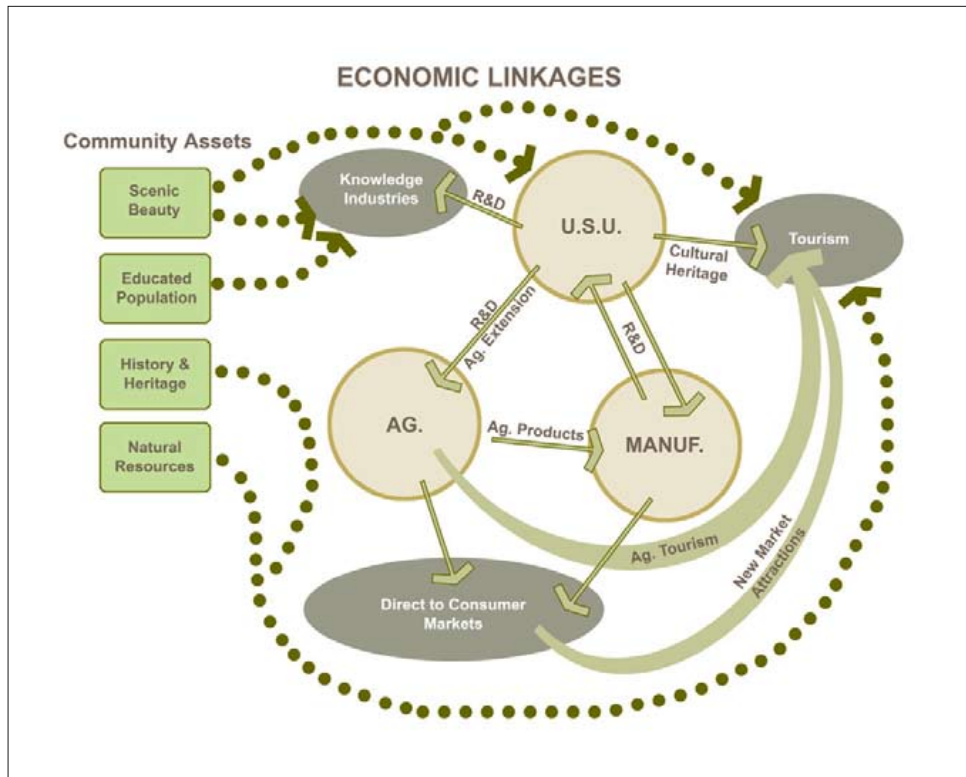 ECONOMIC LINKAGES
Community Assets
Scenic
Beauty
Educated
Population
History &
Heritage
Natural
Resources
Knowledge
Industries
R&D
U.S.U.
Cultural
Heritage
Tourism
R&D
Ag. Extension
R&D
AG.
Ag. Products
MANUF.
Ag. Tourism
New Market
Attractions
Direct to Consumer
Markets